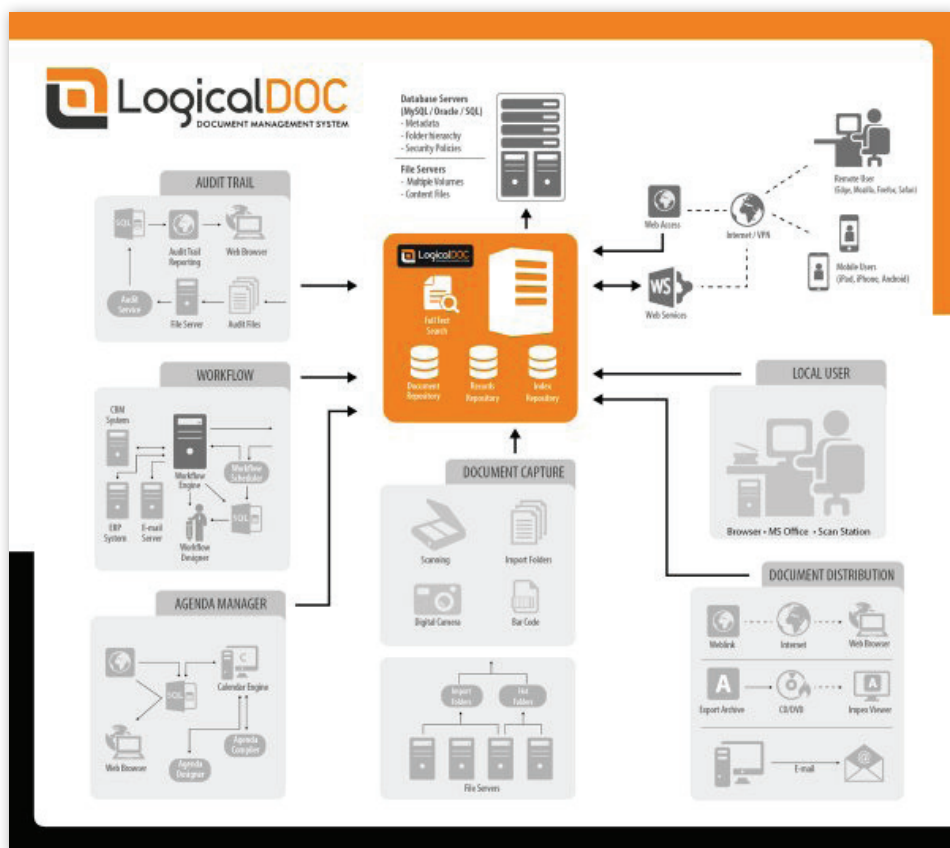 LogicalDOC
DOCUMENT MANAGEMENT SYSTEM
Database Servers
(MySQL / Oracle / SQL)
- Metadata
- Folder hierarchy
- Security Policies
File Servers
- Multiple Volumes
- Content Files
Remote User
(Edge, Mozilla, Firefox, Safari)
Web Access
Internet / VPN
Mobile Users
(iPad, iPhone, Android)
WS
Web Services
AUDIT TRAIL
SQL
Audit Trail
Reporting
Web Browser
Audit
Service
File Server
Audit Files
LogicalDOC
Full Text
Search
Document
Repository
Records
Repository
Index
Repository
WORKFLOW
CBM
System
Workflow
Engine
Workflow
Scheduler
ERP
System
E-mail
Server
Workflow
Designer
SQL
LOCAL USER
Browser • MS Office • Scan Station
DOCUMENT CAPTURE
Scanning
Import Folders
Digital Camera
Bar Code
Import
Folders
Hot
Folders
File Servers
AGENDA MANAGER
SQL
C
Calendar Engine
Web Browser
Agenda
Designer
Agenda
Compiler
DOCUMENT DISTRIBUTION
Weblink
Internet
Web Browser
A
Export Archive
CD/DVD
A
Impex Viewer
E-mail
@